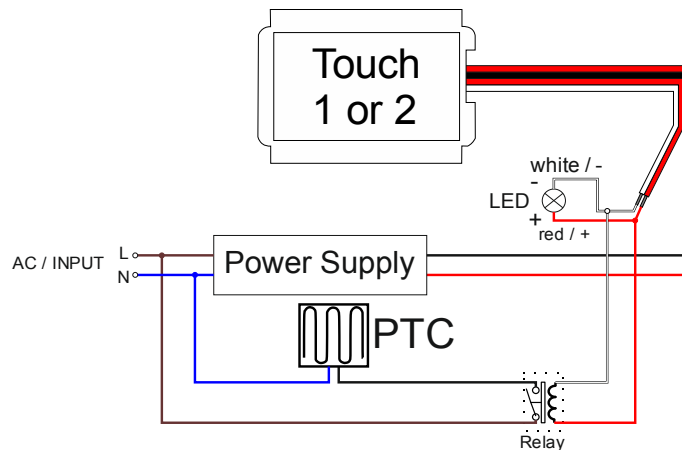 Touch
1 or 2
white / -
-
LED
+
red / +
L
AC / INPUT
N
Power Supply
PTC
Relay